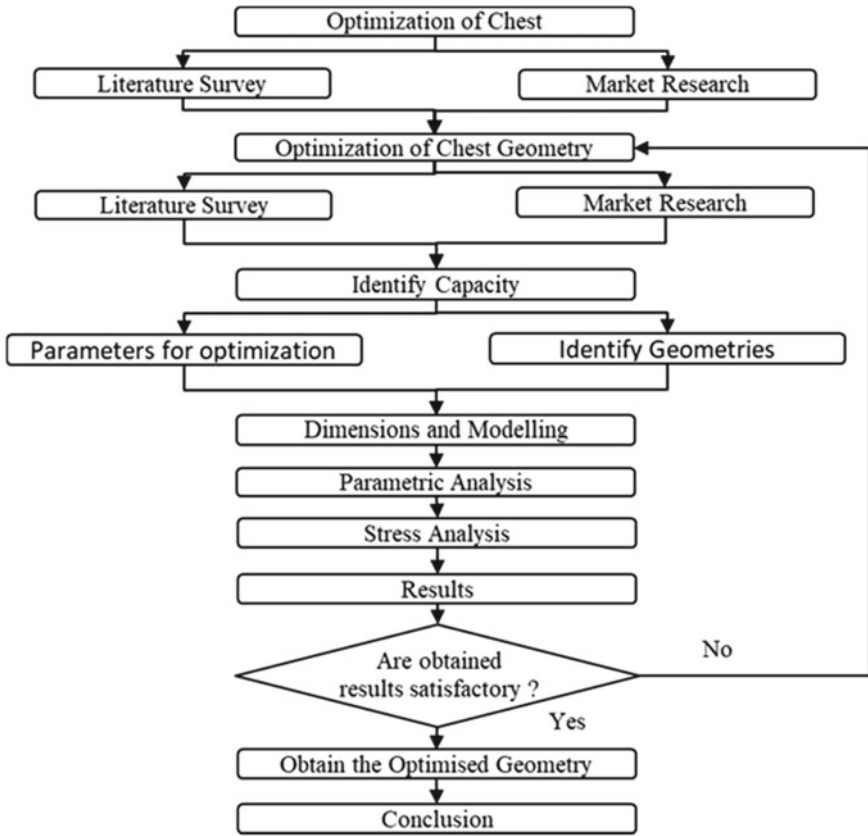 Optimization of Chest
Literature Survey
Market Research
Optimization of Chest Geometry
Literature Survey
Market Research
Identify Capacity
Parameters for optimization
Identify Geometries
Dimensions and Modelling
Parametric Analysis
Stress Analysis
Results
Are obtained
results satisfactory ?
No
Yes
Obtain the Optimised Geometry
Conclusion